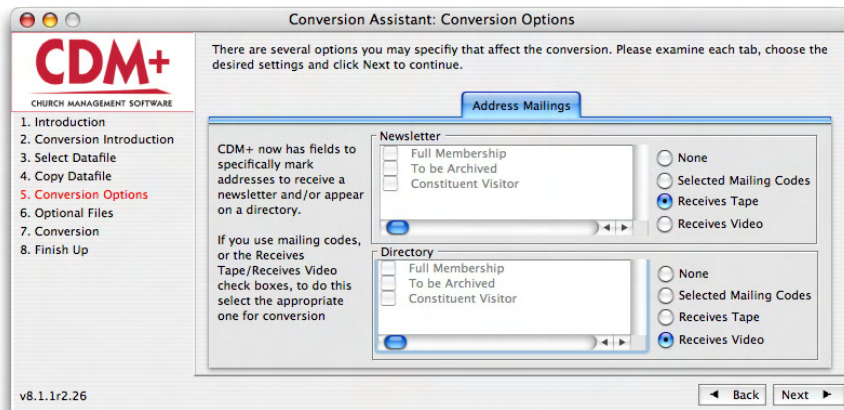 Conversion Assistant: Conversion Options
CDM+
CHURCH MANAGEMENT SOFTWARE
1. Introduction
2. Conversion Introduction
3. Select Datafile
4. Copy Datafile
5. Conversion Options
6. Optional Files
7. Conversion
8. Finish Up
v8.1.1r2.26
There are several options you may specifiy that affect the conversion. Please examine each tab, choose the
desired settings and click Next to continue.
Address Mailings
CDM+ now has fields to
specifically mark
addresses to receive a
newsletter and/or appear
on a directory.
If you use mailing codes,
or the Receives
Tape/Receives Video
check boxes, to do this
select the appropriate
one for conversion
Newsletter
Full Membership
To be Archived
Constituent Visitor
None
Selected Mailing Codes
Receives Tape
Receives Video
Directory
Full Membership
To be Archived
Constituent Visitor
None
Selected Mailing Codes
Receives Tape
Receives Video
Back
Next